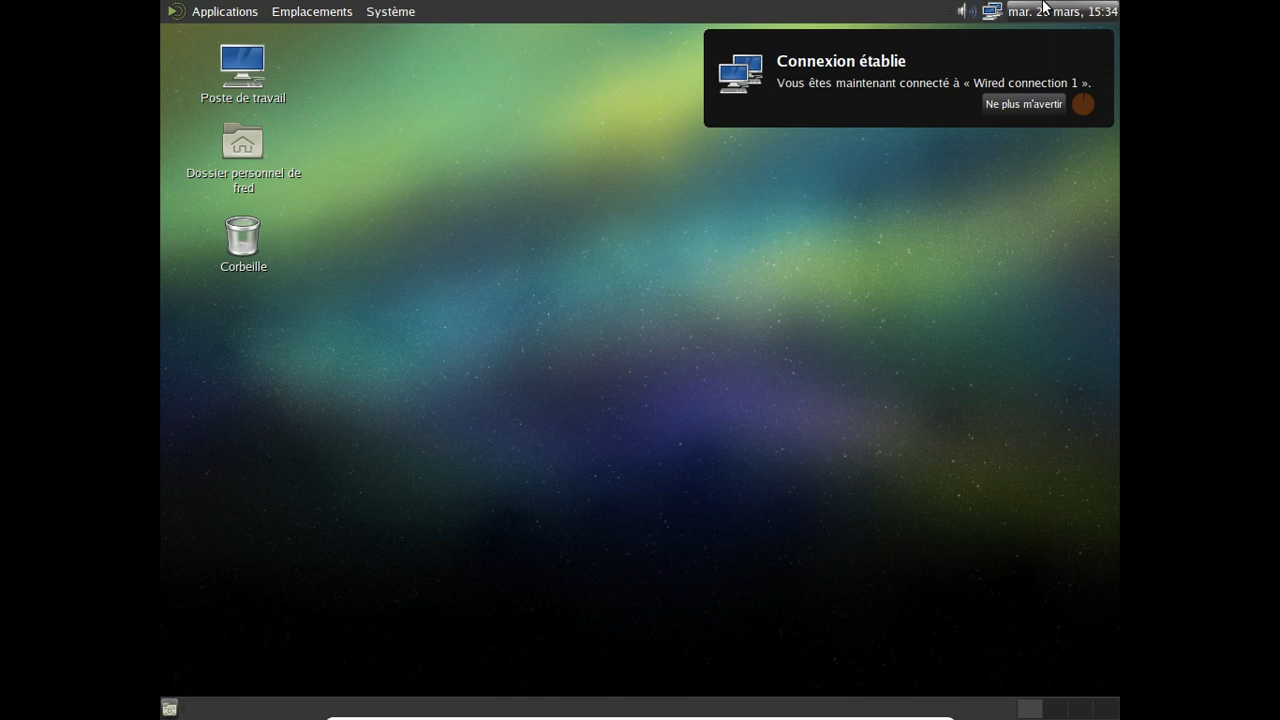 Applications Emplacements Système mars, 15:34
Connexion établie
Vous êtes maintenant connecté à « Wired connection 1 ».
Ne plus m'avertir
Poste de travail
Dossier personnel de
fred
Corbeille